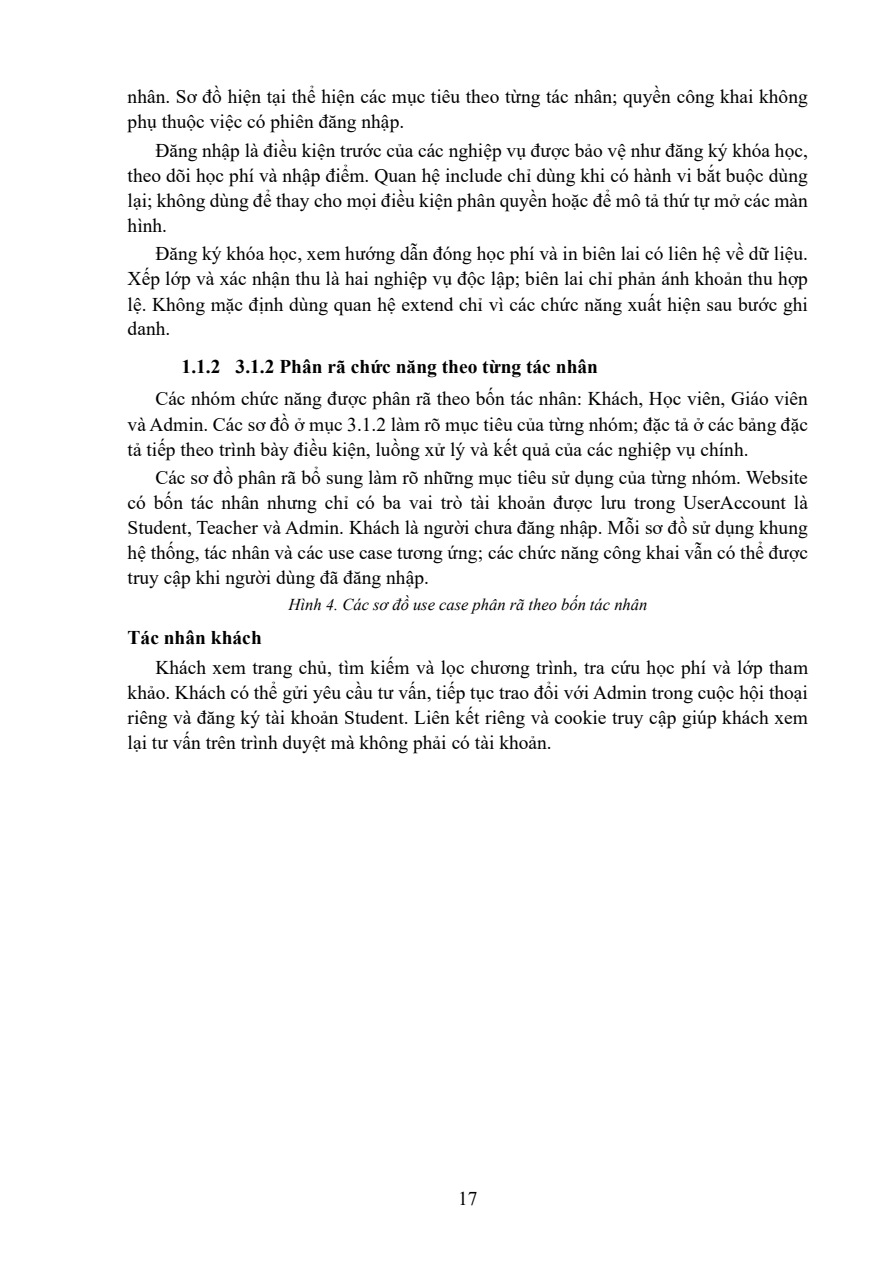 nhân. Sơ đồ hiện tại thể hiện các mục tiêu theo từng tác nhân; quyền công khai không
phụ thuộc việc có phiên đăng nhập.
Đăng nhập là điều kiện trước của các nghiệp vụ được bảo vệ như đăng ký khóa học,
theo dõi học phí và nhập điểm. Quan hệ include chỉ dùng khi có hành vi bắt buộc dùng
lại; không dùng để thay cho mọi điều kiện phân quyền hoặc để mô tả thứ tự mở các màn
hình.
Đăng ký khóa học, xem hướng dẫn đóng học phí và in biên lai có liên hệ về dữ liệu.
Xếp lớp và xác nhận thu là hai nghiệp vụ độc lập; biên lai chỉ phản ánh khoản thu hợp
lệ. Không mặc định dùng quan hệ extend chỉ vì các chức năng xuất hiện sau bước ghi
danh.
1.1.2 3.1.2 Phân rã chức năng theo từng tác nhân
Các nhóm chức năng được phân rã theo bốn tác nhân: Khách, Học viên, Giáo viên
và Admin. Các sơ đồ ở mục 3.1.2 làm rõ mục tiêu của từng nhóm; đặc tả ở các bảng đặc
tả tiếp theo trình bày điều kiện, luồng xử lý và kết quả của các nghiệp vụ chính.
Các sơ đồ phân rã bổ sung làm rõ những mục tiêu sử dụng của từng nhóm. Website
có bốn tác nhân nhưng chỉ có ba vai trò tài khoản được lưu trong UserAccount là
Student, Teacher và Admin. Khách là người chưa đăng nhập. Mỗi sơ đồ sử dụng khung
hệ thống, tác nhân và các use case tương ứng; các chức năng công khai vẫn có thể được
truy cập khi người dùng đã đăng nhập.
Hình 4. Các sơ đồ use case phân rã theo bốn tác nhân
Tác nhân khách
Khách xem trang chủ, tìm kiếm và lọc chương trình, tra cứu học phí và lớp tham
khảo. Khách có thể gửi yêu cầu tư vấn, tiếp tục trao đổi với Admin trong cuộc hội thoại
riêng và đăng ký tài khoản Student. Liên kết riêng và cookie truy cập giúp khách xem
lại tư vấn trên trình duyệt mà không phải có tài khoản.
17